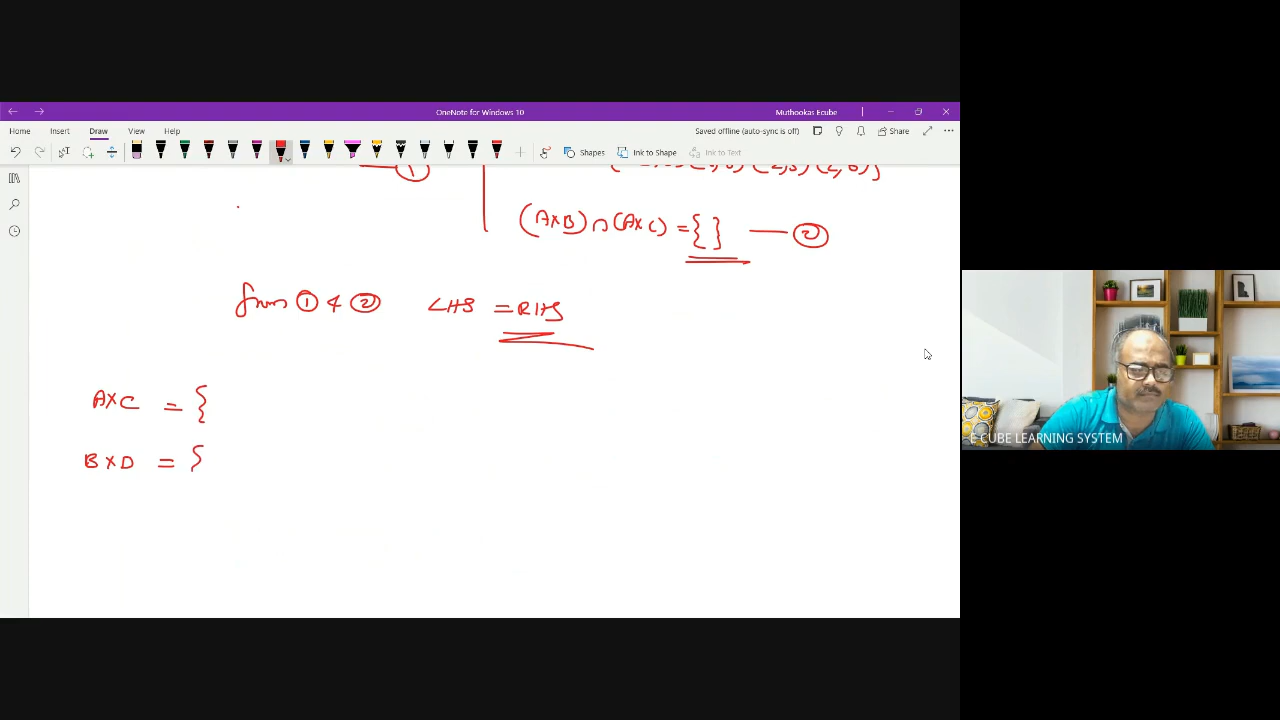 OneNote for Windows 10
Muthookas Ecube
Home Insert Draw View Help
Saved offline (auto-sync is off) Share
Shapes Ink to Shape Ink to Text
①
(A×B)∩(A×C) = { } — ②
from ① & ② LHS = RHS
A×C = {
B×D = {
E CUBE LEARNING SYSTEM